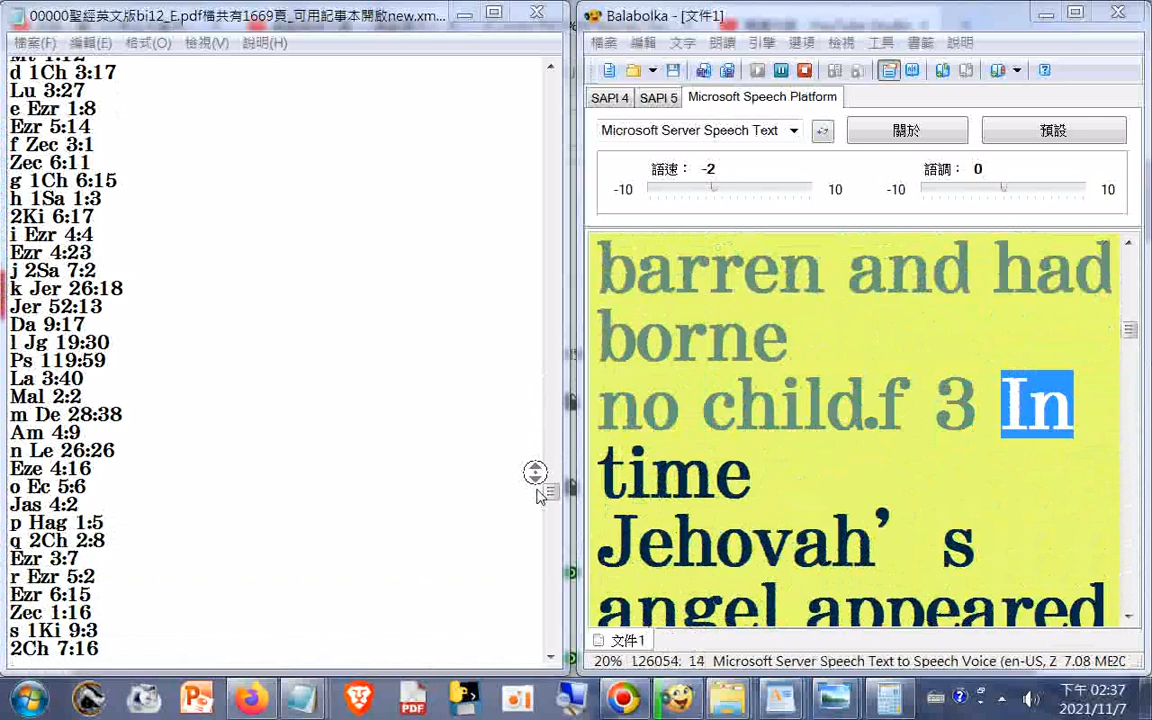 00000聖經英文版bi12_E.pdf檔共有1669頁_可用記事本開啟new.xm...
檔案(F) 編輯(E) 格式(O) 檢視(V) 說明(H)
Mt 1:12
d 1Ch 3:17
Lu 3:27
e Ezr 1:8
Ezr 5:14
f Zec 3:1
Zec 6:11
g 1Ch 6:15
h 1Sa 1:3
2Ki 6:17
i Ezr 4:4
Ezr 4:23
j 2Sa 7:2
k Jer 26:18
Jer 52:13
Da 9:17
l Jg 19:30
Ps 119:59
La 3:40
Mal 2:2
m De 28:38
Am 4:9
n Le 26:26
Eze 4:16
o Ec 5:6
Jas 4:2
p Hag 1:5
q 2Ch 2:8
Ezr 3:7
r Ezr 5:2
Ezr 6:15
Zec 1:16
s 1Ki 9:3
2Ch 7:16
Balabolka - [文件1]
檔案 編輯 文字 朗讀 引擎 選項 檢視 工具 書籤 說明
SAPI 4 SAPI 5 Microsoft Speech Platform
Microsoft Server Speech Text 關於 預設
語速： -2 語調： 0
-10 10 -10 10
barren and had
borne
no child.f 3 In
time
Jehovah’s
angel appeared
文件1
20% 126054: 14 Microsoft Server Speech Text to Speech Voice (en-US, Z 7.08 ME
下午 02:37
2021/11/7